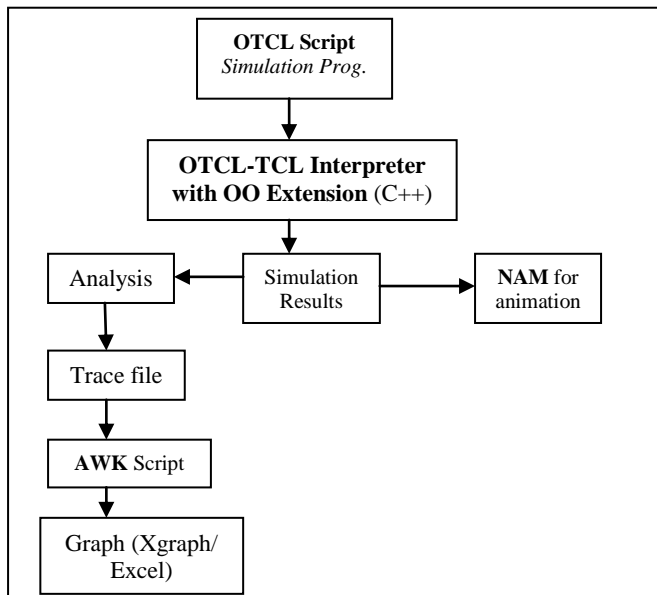 OTCL Script
Simulation Prog.
OTCL-TCL Interpreter
with OO Extension (C++)
Analysis
Simulation
Results
NAM for
animation
Trace file
AWK Script
Graph (Xgraph/
Excel)